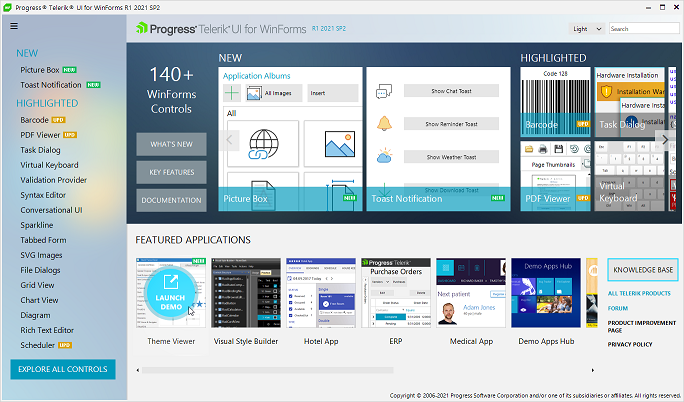 Progress® Telerik® UI for WinForms R1 2021 SP2
Progress® Telerik® UI for WinForms R1 2021 SP2
Light
Search
NEW
Picture Box NEW
Toast Notification NEW
HIGHLIGHTED
Barcode UPD
PDF Viewer UPD
Task Dialog
Virtual Keyboard
Validation Provider
Syntax Editor
Conversational UI
Sparkline
Tabbed Form
SVG Images
File Dialogs
Grid View
Chart View
Diagram
Rich Text Editor
Scheduler UPD
EXPLORE ALL CONTROLS
140+
WinForms
Controls
WHAT'S NEW
KEY FEATURES
DOCUMENTATION
NEW
Application Albums
All Images
Insert
All
Picture Box NEW
Show Chat Toast
Show Reminder Toast
Show Weather Toast
Show Download Toast
Toast Notification NEW
HIGHLIGHTED
Code 128
Barcode UPD
Hardware Installation
Installation Wa
Hardware Installation
Installa
Task Dialog
Page Thumbnails
PDF Viewer UPD
Virtual
Keyboard
FEATURED APPLICATIONS
NEW
LAUNCH
DEMO
Theme Viewer
Visual Style Builder
Hotel App
Hotel App
Progress Telerik
Purchase Orders
ERP
Next patient
Adam Jones
Medical App
Demo Apps Hub
Demo Apps Hub
KNOWLEDGE BASE
ALL TELERIK PRODUCTS
FORUM
PRODUCT IMPROVEMENT
PAGE
PRIVACY POLICY
Copyright © 2006-2021 Progress Software Corporation and/or one of its subsidiaries or affiliates. All rights reserved.